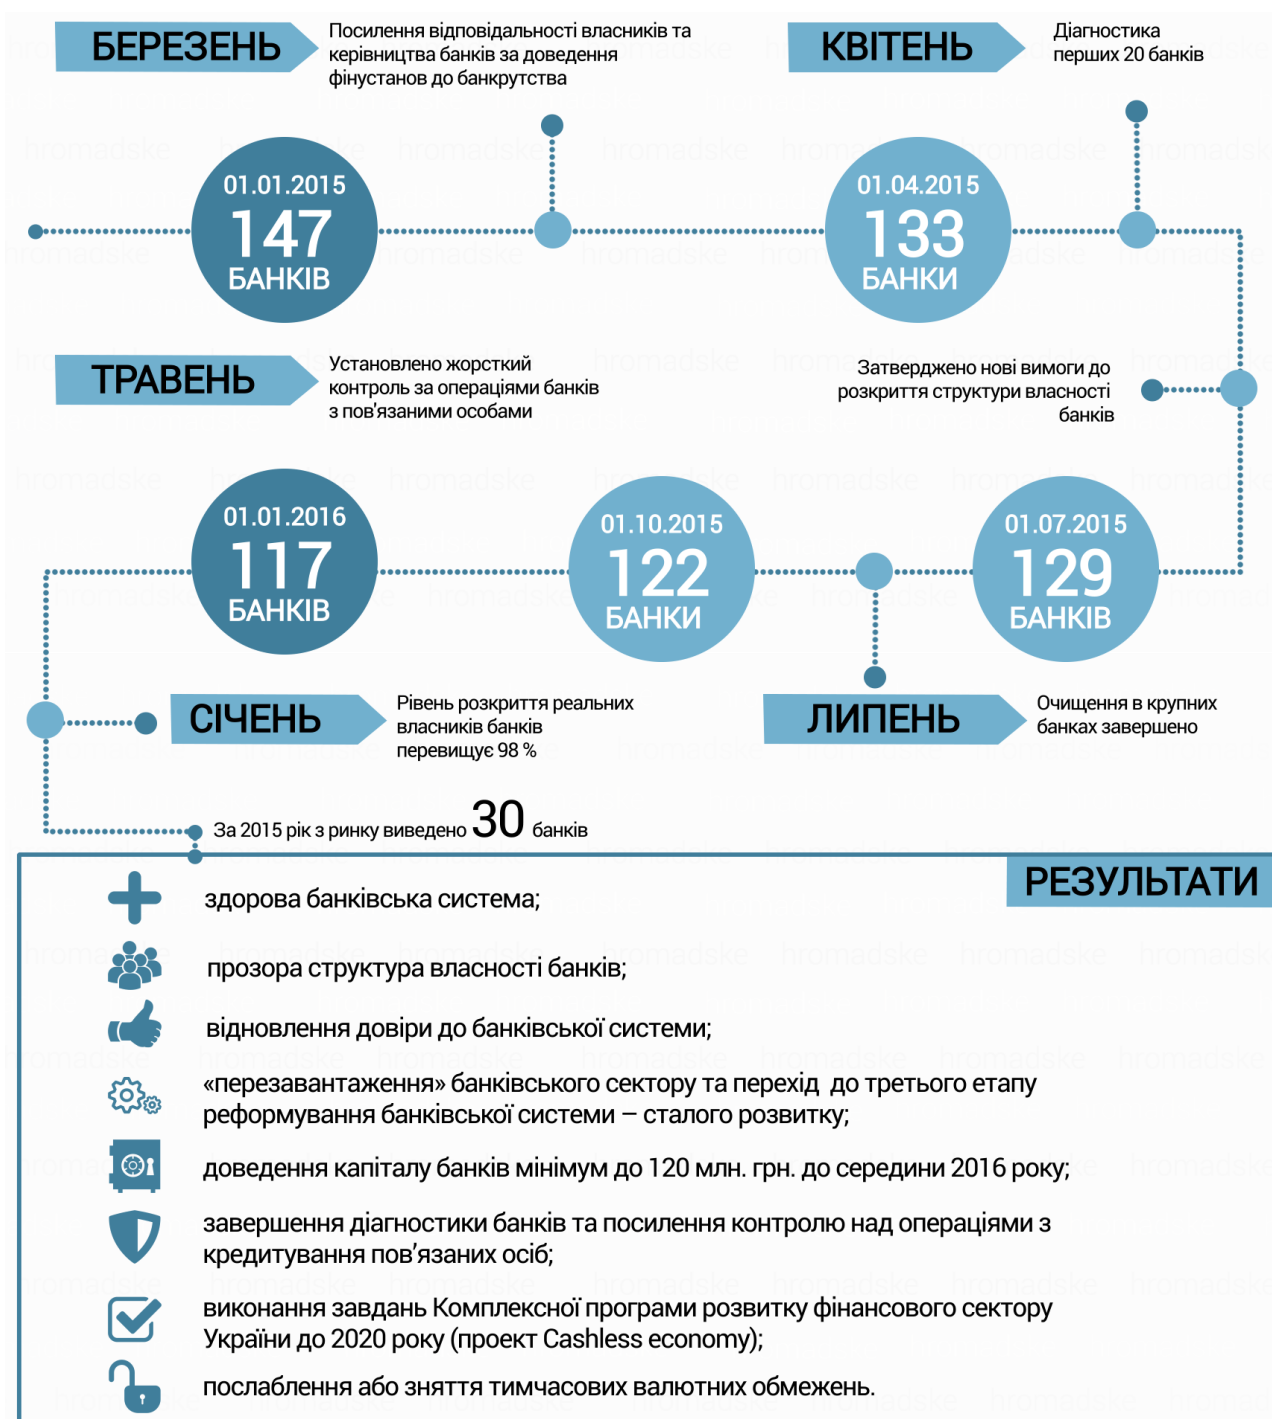 БЕРЕЗЕНЬ
Посилення відповідальності власників та
керівництва банків за доведення
фінустанов до банкрутства
КВІТЕНЬ
Діагностика
перших 20 банків
01.01.2015
147
БАНКІВ
01.04.2015
133
БАНКИ
ТРАВЕНЬ
Установлено жорсткий
контроль за операціями банків
з пов'язаними особами
Затверджено нові вимоги до
розкриття структури власності
банків
01.01.2016
117
БАНКІВ
01.10.2015
122
БАНКИ
01.07.2015
129
БАНКІВ
СІЧЕНЬ
Рівень розкриття реальних
власників банків
перевищує 98 %
ЛИПЕНЬ
Очищення в крупних
банках завершено
За 2015 рік з ринку виведено 30 банків
РЕЗУЛЬТАТИ
здорова банківська система;
прозора структура власності банків;
відновлення довіри до банківської системи;
«перезавантаження» банківського сектору та перехід до третього етапу
реформування банківської системи – сталого розвитку;
доведення капіталу банків мінімум до 120 млн. грн. до середини 2016 року;
завершення діагностики банків та посилення контролю над операціями з
кредитування пов’язаних осіб;
виконання завдань Комплексної програми розвитку фінансового сектору
України до 2020 року (проект Cashless economy);
послаблення або зняття тимчасових валютних обмежень.